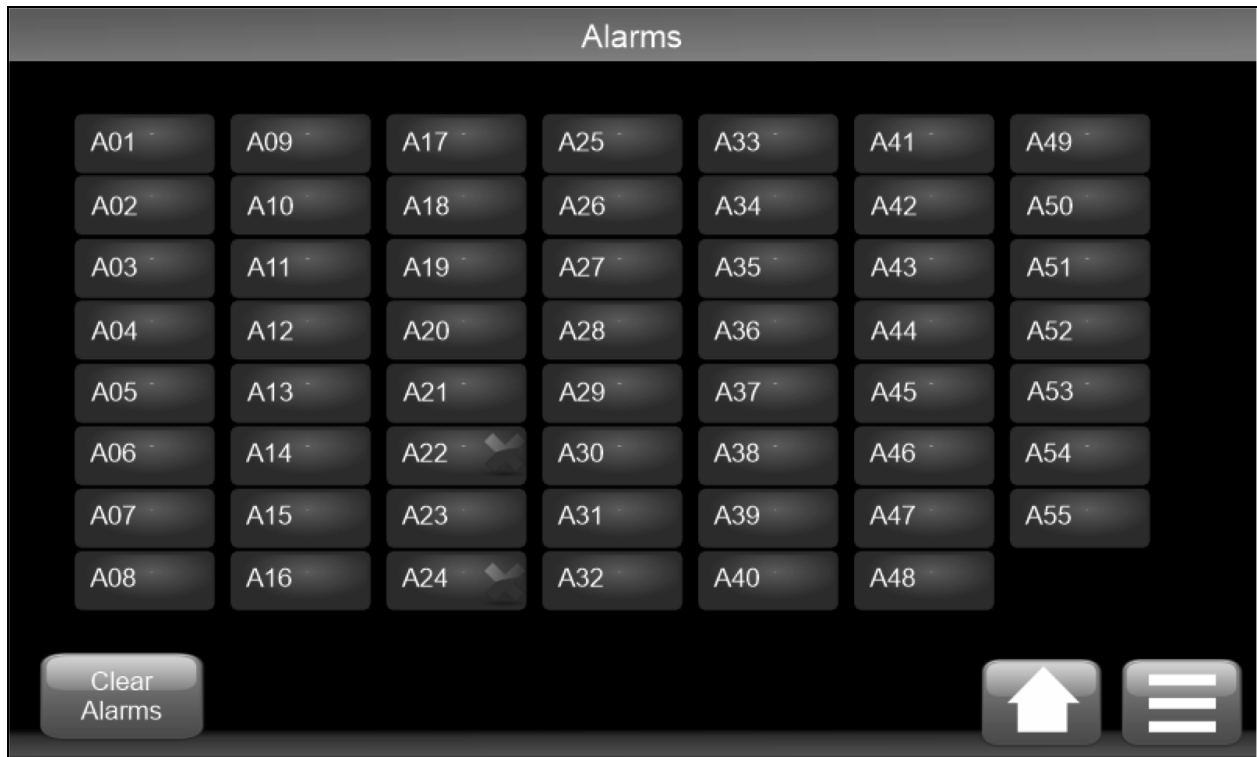 Alarms
A01 A09 A17 A25 A33 A41 A49
A02 A10 A18 A26 A34 A42 A50
A03 A11 A19 A27 A35 A43 A51
A04 A12 A20 A28 A36 A44 A52
A05 A13 A21 A29 A37 A45 A53
A06 A14 A22 A30 A38 A46 A54
A07 A15 A23 A31 A39 A47 A55
A08 A16 A24 A32 A40 A48
Clear
Alarms